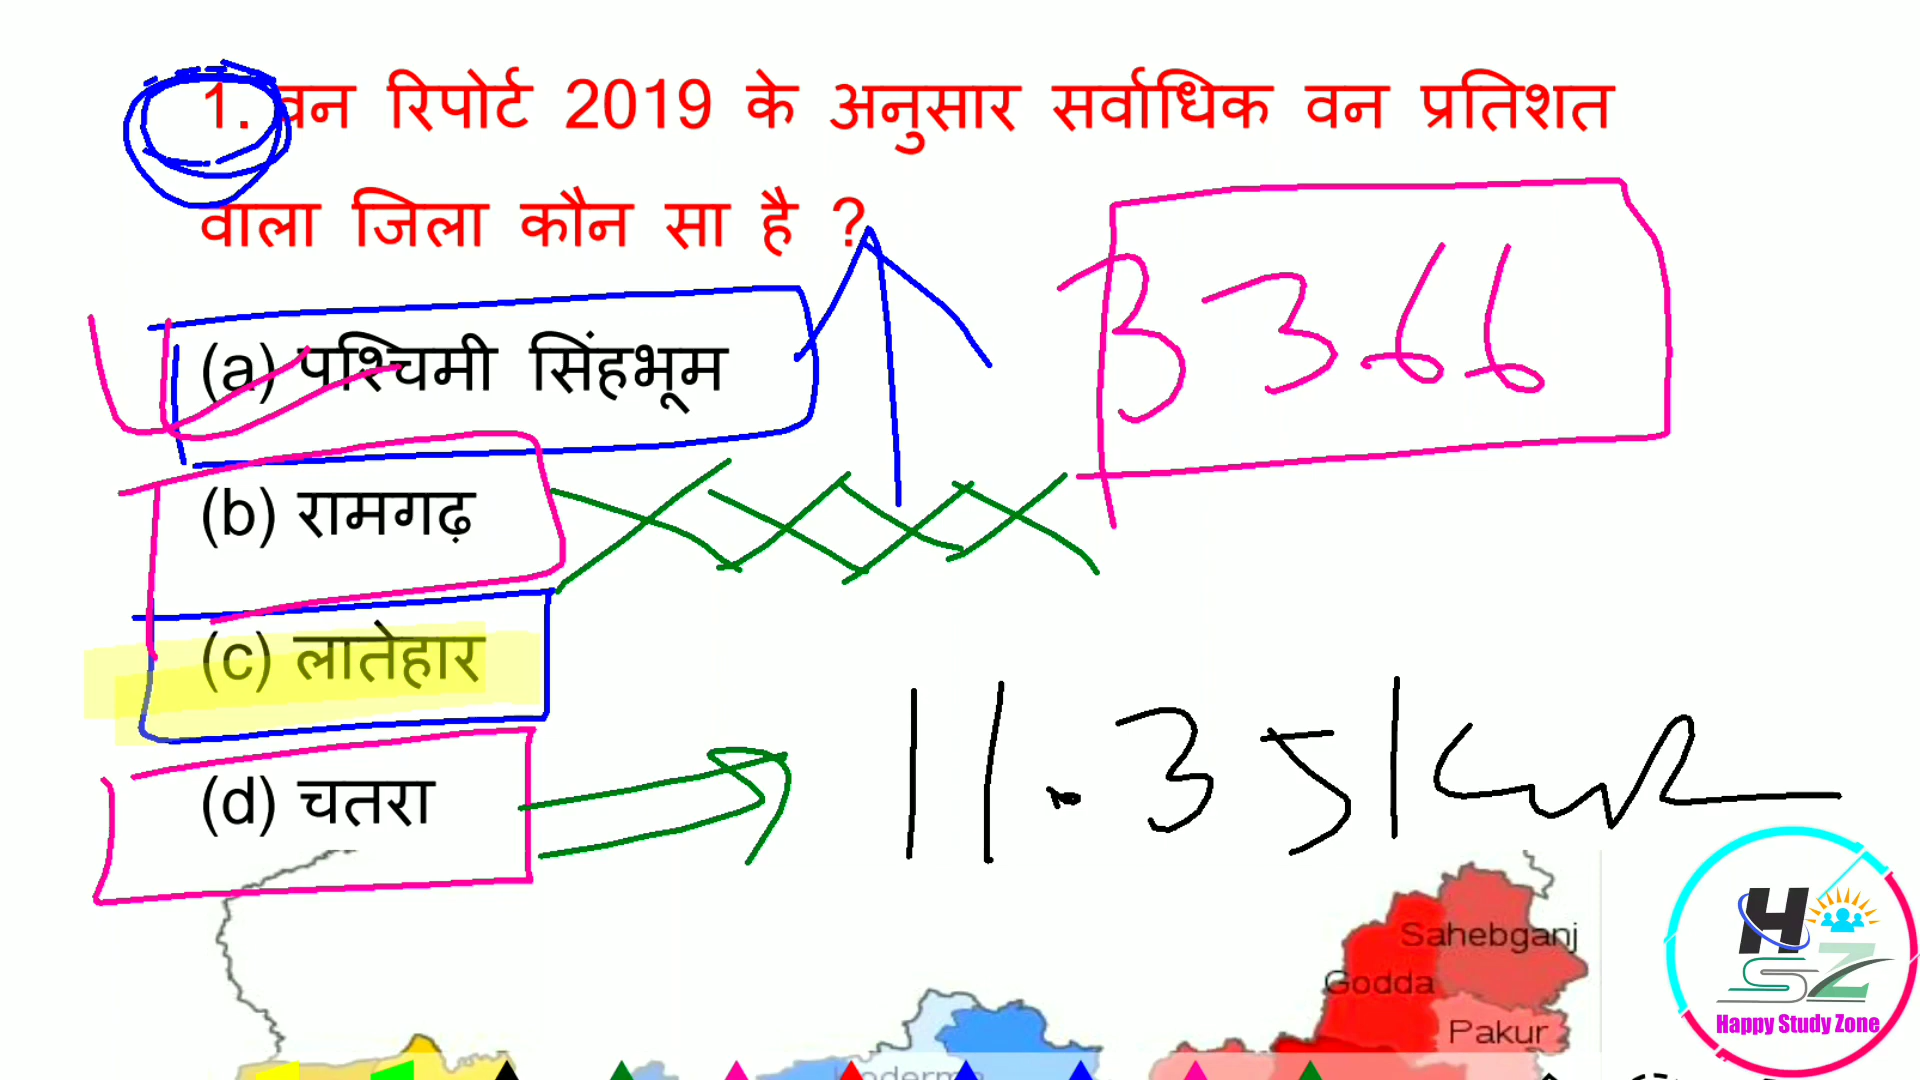 1. वन रिपोर्ट 2019 के अनुसार सर्वाधिक वन प्रतिशत
वाला जिला कौन सा है ?
3366
(a) पश्चिमी सिंहभूम
(b) रामगढ़
(c) लातेहार
(d) चतरा
11.35
Sahebganj
Godda
Pakur
HSZ
Happy Study Zone